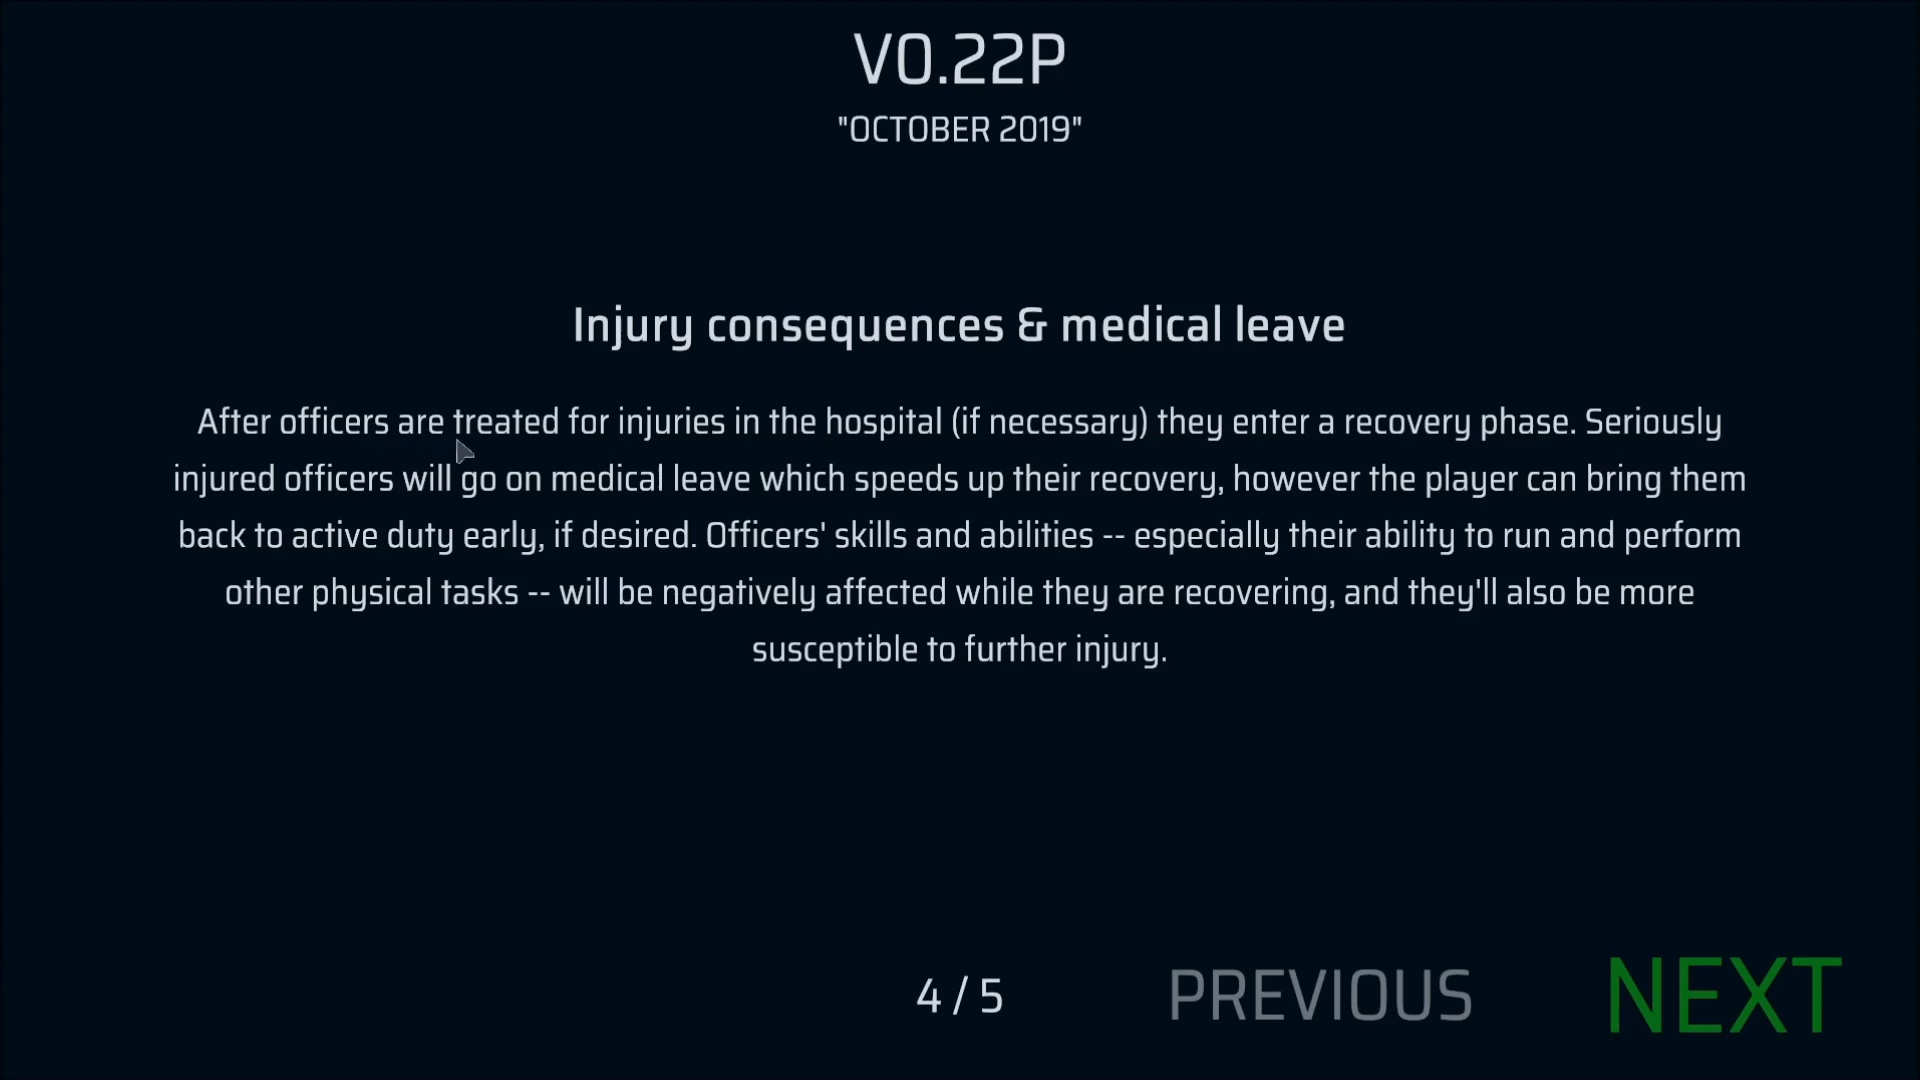 V0.22P
"OCTOBER 2019"
Injury consequences & medical leave
After officers are treated for injuries in the hospital (if necessary) they enter a recovery phase. Seriously
injured officers will go on medical leave which speeds up their recovery, however the player can bring them
back to active duty early, if desired. Officers' skills and abilities -- especially their ability to run and perform
other physical tasks -- will be negatively affected while they are recovering, and they'll also be more
susceptible to further injury.
4 / 5
PREVIOUS
NEXT